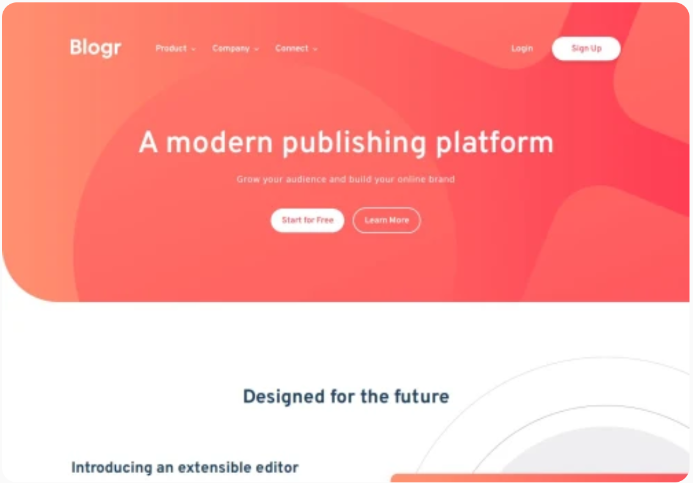 Blogr Product Company Connect Login Sign Up
A modern publishing platform
Grow your audience and build your online brand
Start for Free Learn More
Designed for the future
Introducing an extensible editor